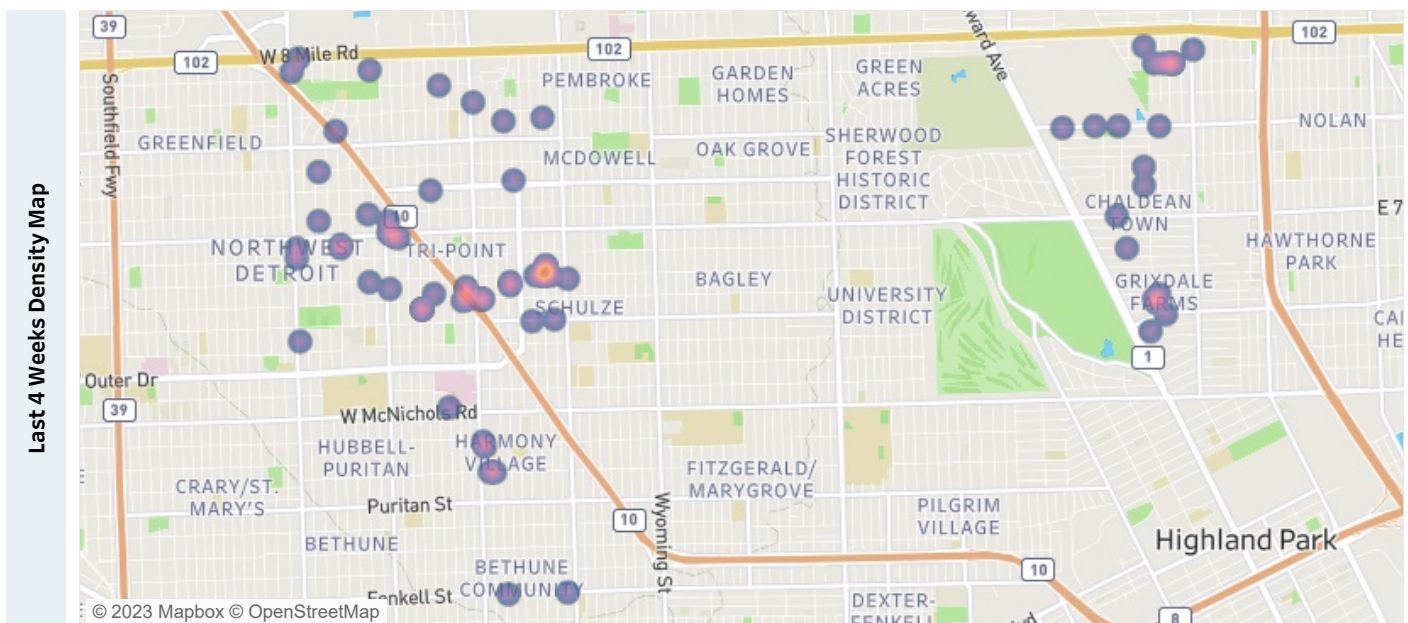 Last 4 Weeks Density Map
39
102
W 8 Mile Rd
102
102
Southfield Fwy
PEMBROKE
GARDEN
HOMES
GREEN
ACRES
GREENFIELD
MCDOWELL
OAK GROVE
SHERWOOD
FOREST
HISTORIC
DISTRICT
NOLAN
10
NORTHWEST
DETROIT
TRI-POINT
CHALDEAN
TOWN
E 7
HAWTHORNE
PARK
BAGLEY
SCHULZE
UNIVERSITY
DISTRICT
GRIXDALE
FARMS
1
Outer Dr
39
W McNichols Rd
HUBBELL-
PURITAN
HARMONY
VILLAGE
CRARY/ST.
MARY'S
Puritan St
FITZGERALD/
MARYGROVE
PILGRIM
VILLAGE
10
Wyoming St
Highland Park
BETHUNE
BETHUNE
COMMUNITY
Fenkell St
10
DEXTER-
FENKELL
8
© 2023 Mapbox © OpenStreetMap